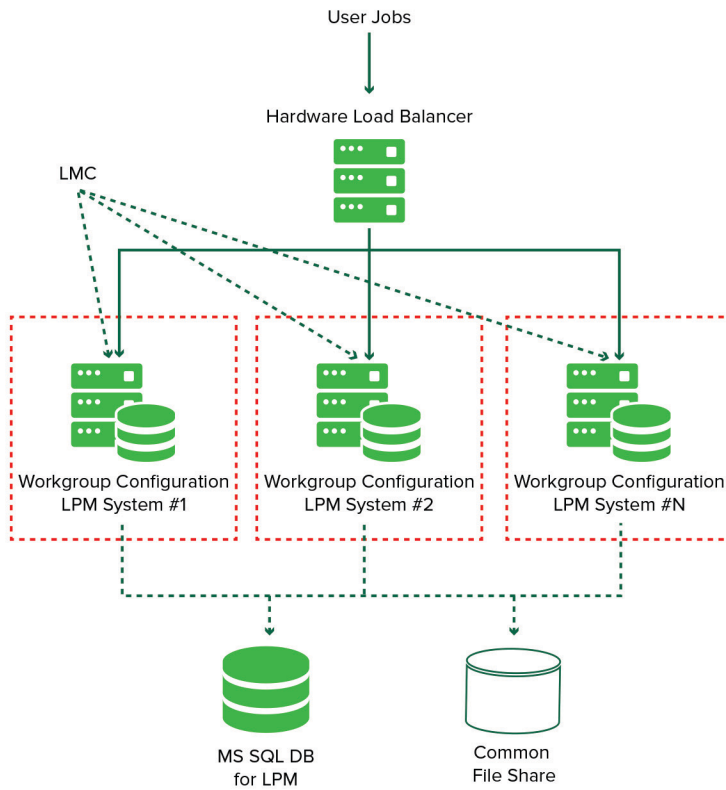 User Jobs
Hardware Load Balancer
LMC
Workgroup Configuration
LPM System #1
Workgroup Configuration
LPM System #2
Workgroup Configuration
LPM System #N
MS SQL DB
for LPM
Common
File Share